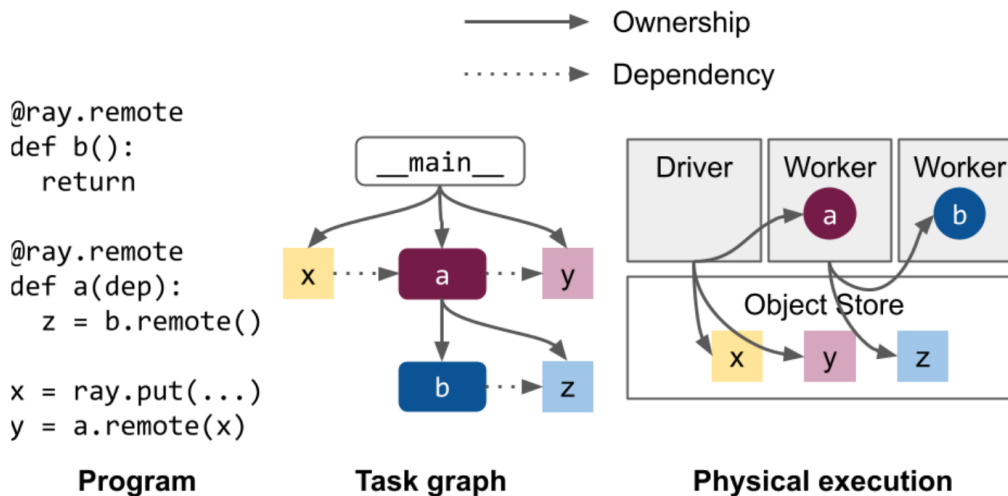 Ownership
Dependency
@ray.remote
def b():
  return
@ray.remote
def a(dep):
  z = b.remote()
x = ray.put(...)
y = a.remote(x)
Program
__main__
x
a
y
b
z
Task graph
Driver
Worker
Worker
a
b
Object Store
x
y
z
Physical execution